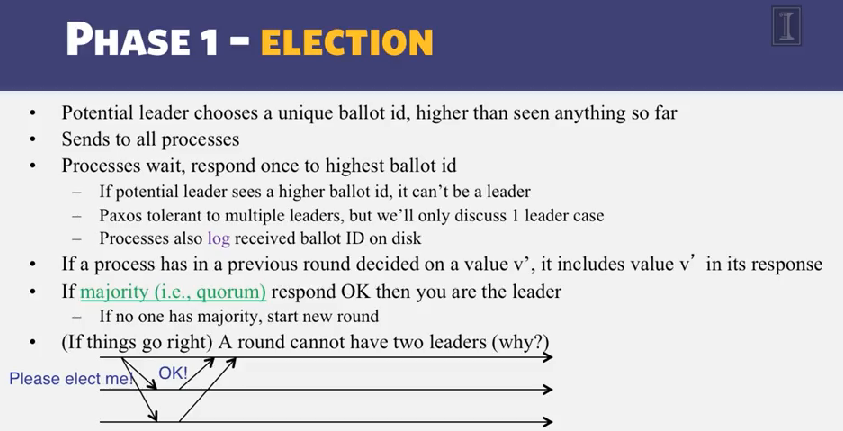 PHASE 1 – ELECTION
• Potential leader chooses a unique ballot id, higher than seen anything so far
• Sends to all processes
• Processes wait, respond once to highest ballot id
– If potential leader sees a higher ballot id, it can't be a leader
– Paxos tolerant to multiple leaders, but we'll only discuss 1 leader case
– Processes also log received ballot ID on disk
• If a process has in a previous round decided on a value v', it includes value v' in its response
• If majority (i.e., quorum) respond OK then you are the leader
– If no one has majority, start new round
• (If things go right) A round cannot have two leaders (why?)
Please elect me!
OK!